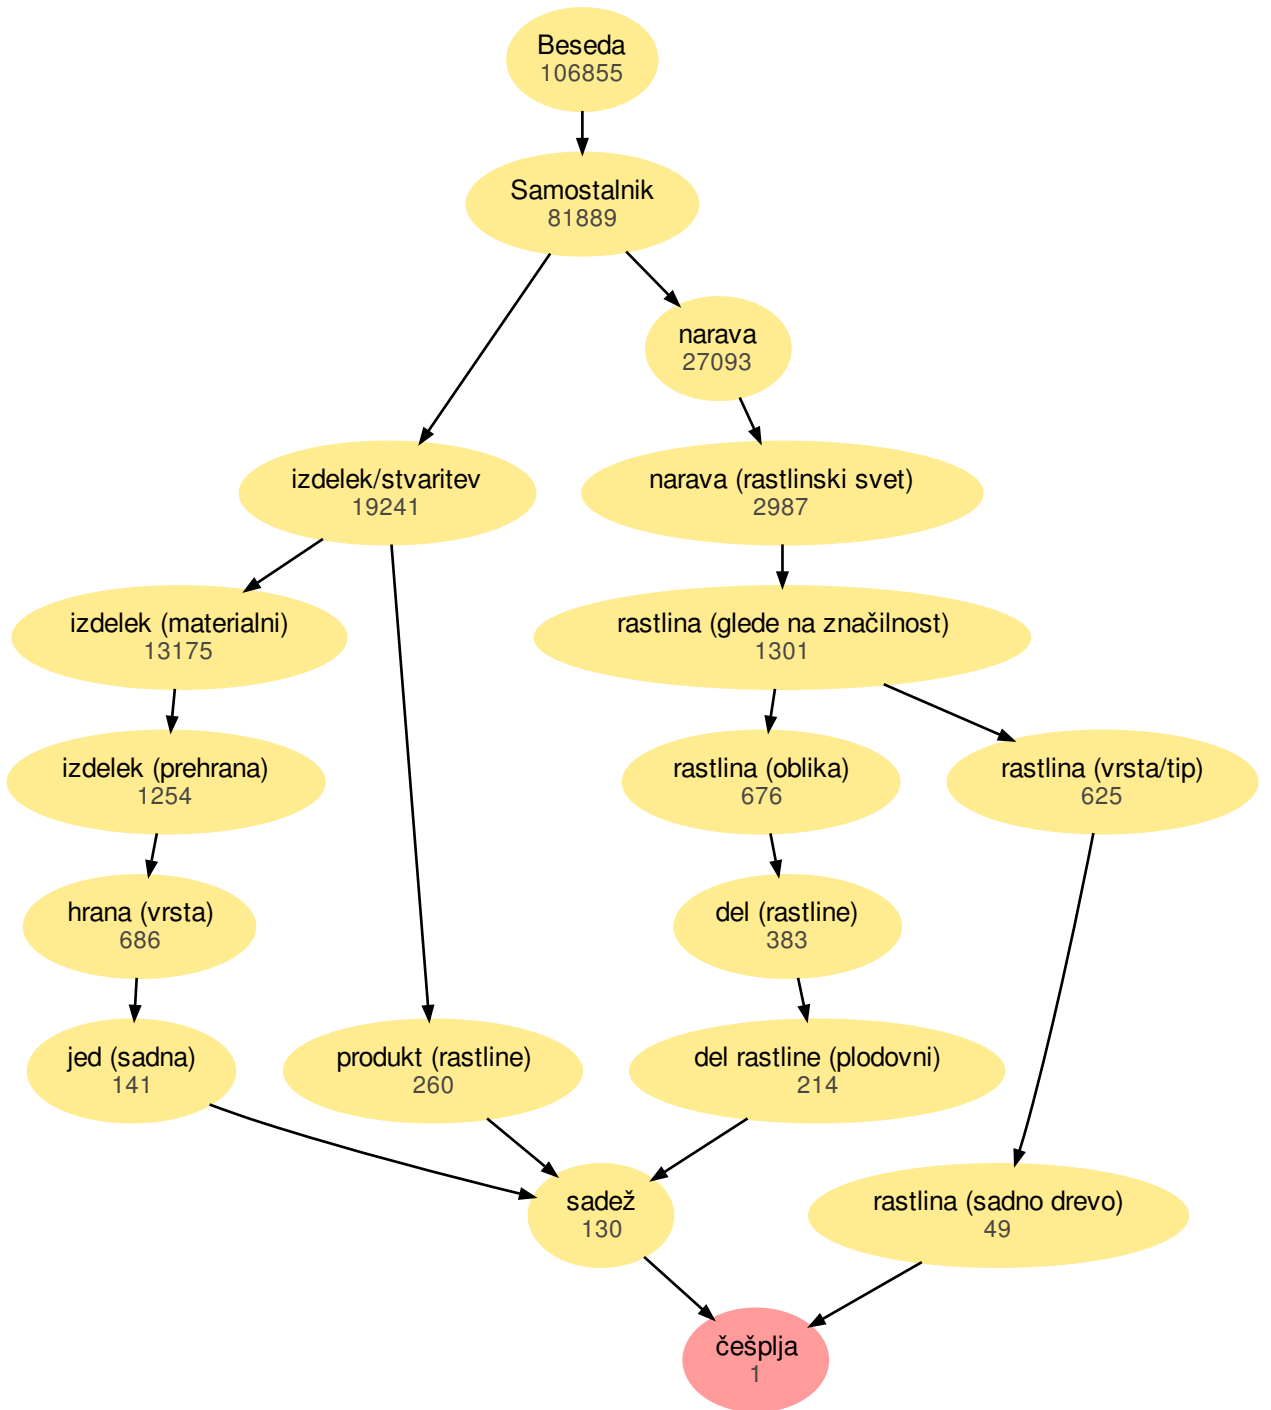 Beseda
106855
Samostalnik
81889
narava
27093
izdelek/stvaritev
19241
narava (rastlinski svet)
2987
izdelek (materialni)
13175
rastlina (glede na značilnost)
1301
izdelek (prehrana)
1254
rastlina (oblika)
676
rastlina (vrsta/tip)
625
hrana (vrsta)
686
del (rastline)
383
jed (sadna)
141
produkt (rastline)
260
del rastline (plodovni)
214
sadež
130
rastlina (sadno drevo)
49
češplja
1